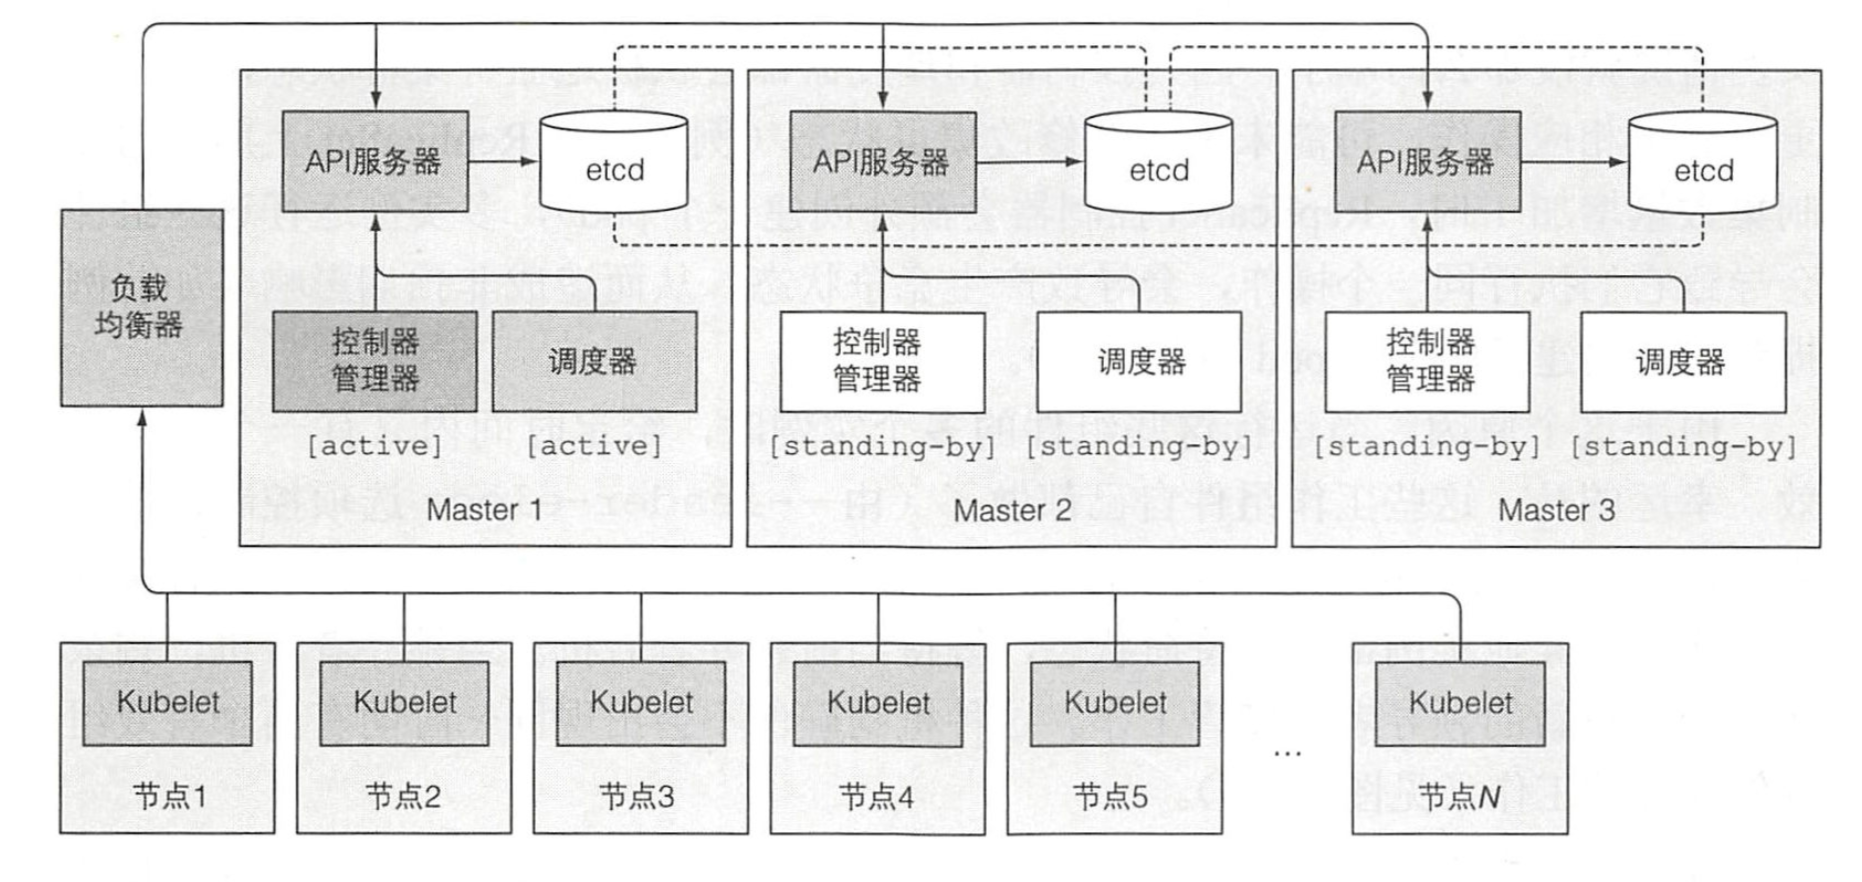 API服务器
etcd
API服务器
etcd
API服务器
etcd
负载
均衡器
控制器
管理器
调度器
控制器
管理器
调度器
控制器
管理器
调度器
[active]
[active]
[standing-by]
[standing-by]
[standing-by]
[standing-by]
Master 1
Master 2
Master 3
Kubelet
Kubelet
Kubelet
Kubelet
Kubelet
Kubelet
...
节点1
节点2
节点3
节点4
节点5
节点N